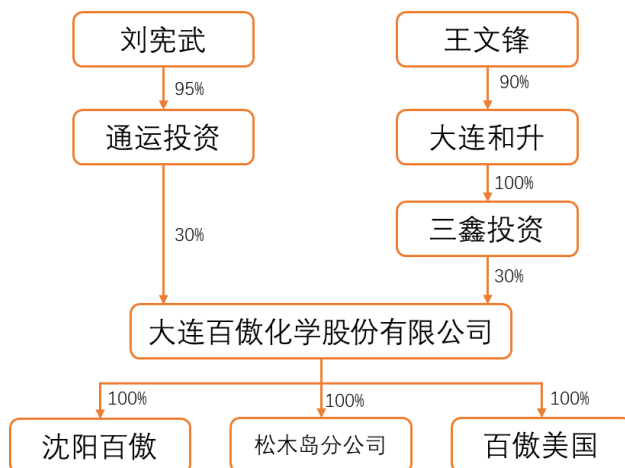 刘宪武
王文锋
95%
90%
通运投资
大连和升
100%
三鑫投资
30%
30%
大连百傲化学股份有限公司
100%
100%
100%
沈阳百傲
松木岛分公司
百傲美国